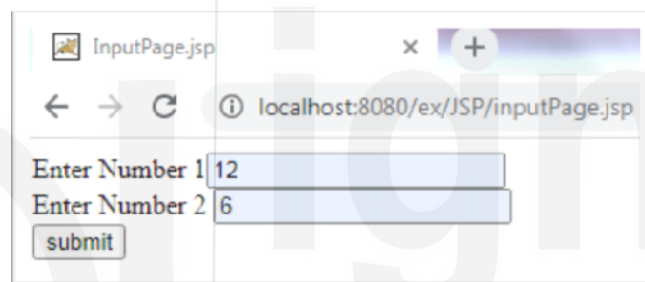 InputPage.jsp
localhost:8080/ex/JSP/inputPage.jsp
Enter Number 1 12
Enter Number 2 6
submit